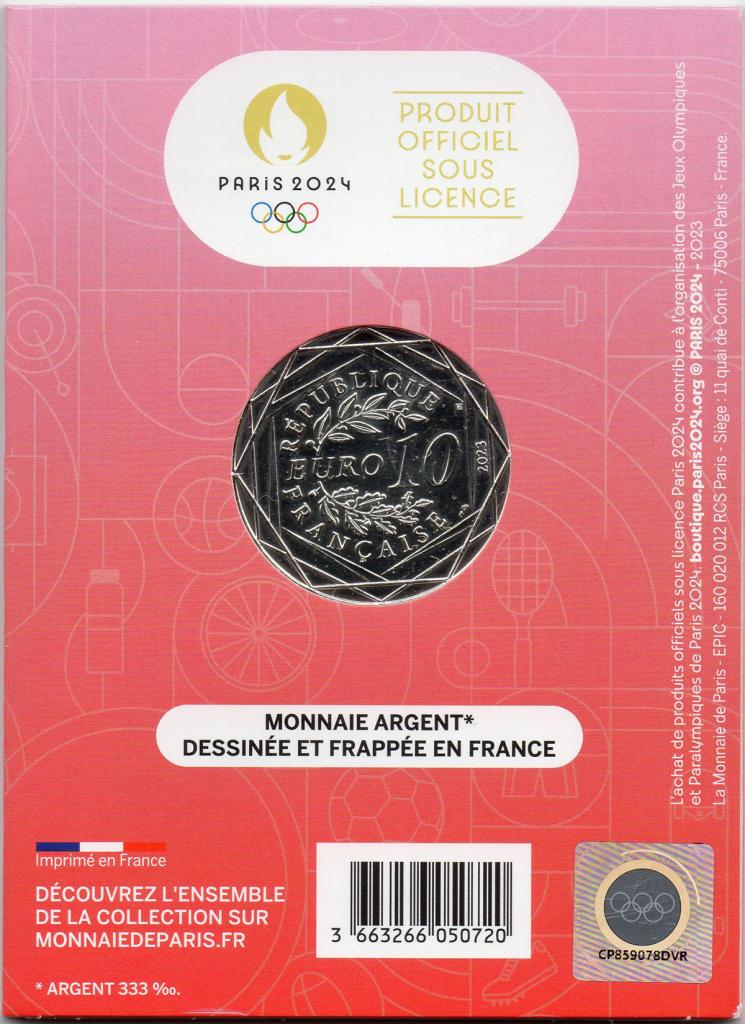 PARIS 2024
PRODUIT
OFFICIEL
SOUS
LICENCE
RÉPUBLIQUE
EURO 10
2023
FRANÇAISE
MONNAIE ARGENT*
DESSINÉE ET FRAPPÉE EN FRANCE
L'achat de produits officiels sous licence Paris 2024 contribue à l'organisation des Jeux Olympiques
et Paralympiques de Paris 2024. boutique.paris2024.org © PARIS 2024 - 2023
La Monnaie de Paris - EPIC - 160 020 012 RCS Paris - Siège : 11 quai de Conti - 75006 Paris - France.
Imprimé en France
DÉCOUVREZ L'ENSEMBLE
DE LA COLLECTION SUR
MONNAIEDEPARIS.FR
* ARGENT 333 ‰.
3 663266 050720
CP859078DVR